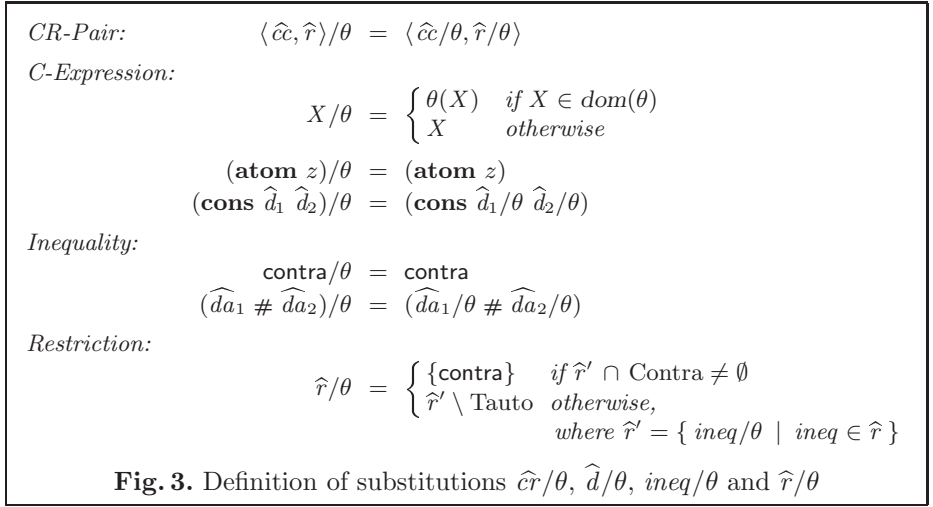 CR-Pair: ⟨ĉc, r̂⟩/θ = ⟨ĉc/θ, r̂/θ⟩
C-Expression:
X/θ = { θ(X) if X ∈ dom(θ)
X otherwise
(atom z)/θ = (atom z)
(cons d̂₁ d̂₂)/θ = (cons d̂₁/θ d̂₂/θ)
Inequality:
contra/θ = contra
(d̂a₁ # d̂a₂)/θ = (d̂a₁/θ # d̂a₂/θ)
Restriction:
r̂/θ = { {contra} if r̂′ ∩ Contra ≠ ∅
r̂′ \ Tauto otherwise,
where r̂′ = { ineq/θ | ineq ∈ r̂ }
Fig. 3. Definition of substitutions ĉr/θ, d̂/θ, ineq/θ and r̂/θ